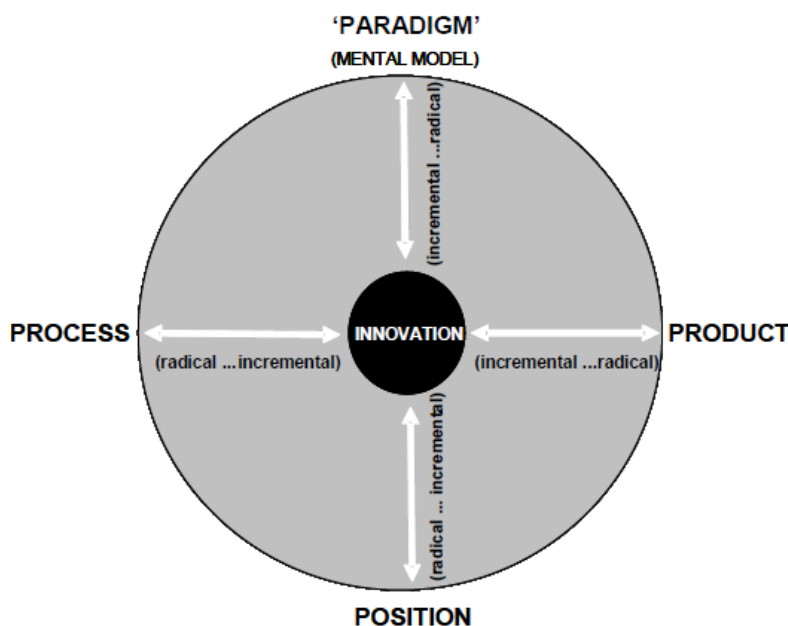 ‘PARADIGM’
(MENTAL MODEL)
(incremental ...radical)
PROCESS
INNOVATION
PRODUCT
(radical ... incremental)
(incremental ...radical)
(radical ... incremental)
POSITION